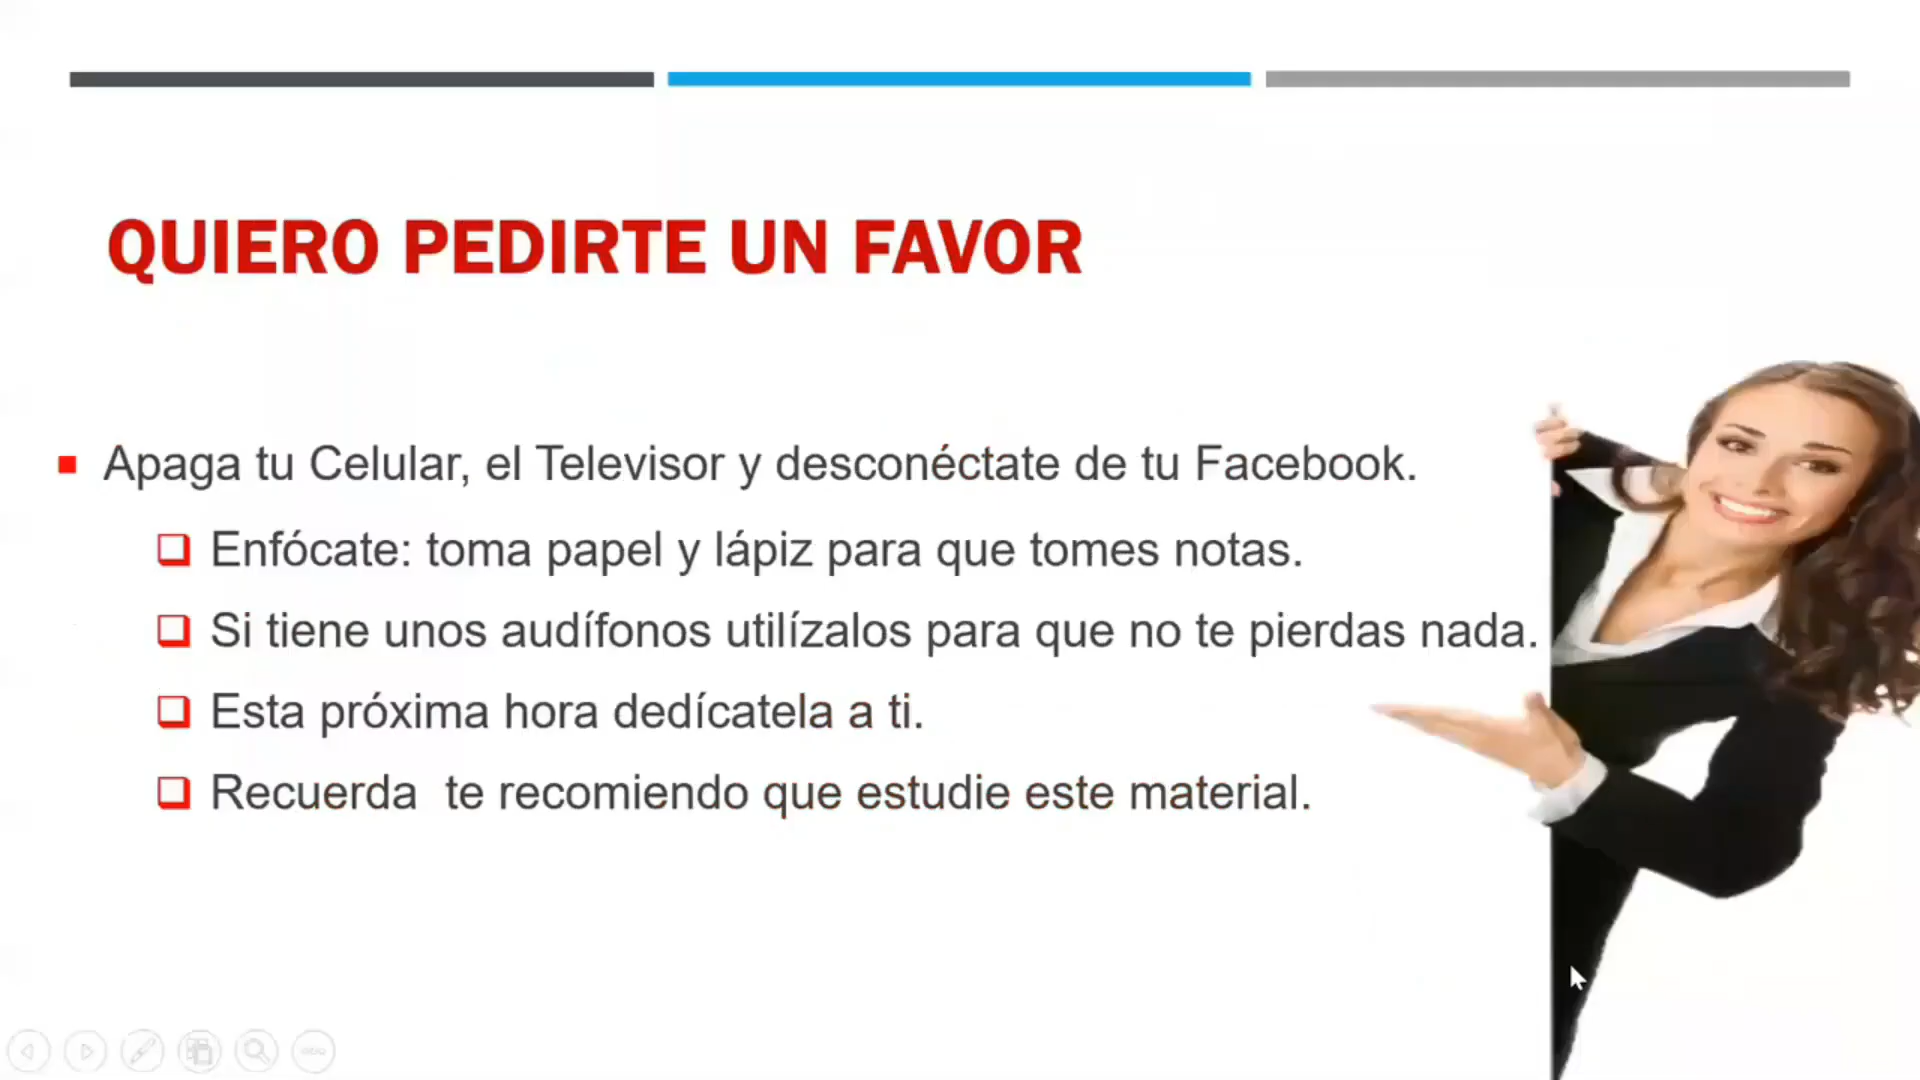 QUIERO PEDIRTE UN FAVOR
Apaga tu Celular, el Televisor y desconéctate de tu Facebook.
Enfócate: toma papel y lápiz para que tomes notas.
Si tiene unos audífonos utilízalos para que no te pierdas nada.
Esta próxima hora dedícatela a ti.
Recuerda  te recomiendo que estudie este material.